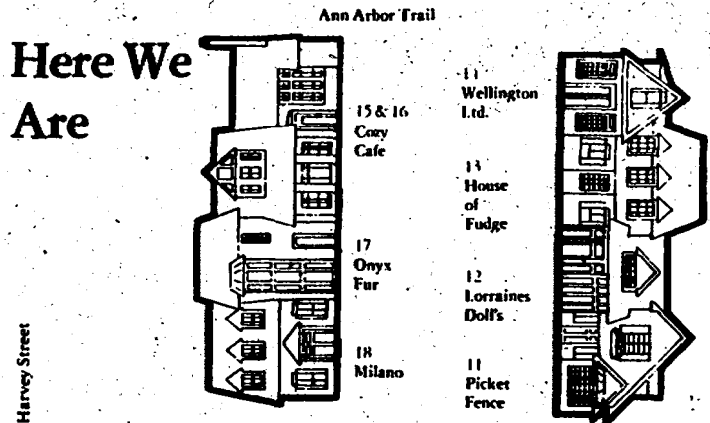 Ann Arbor Trail
Here We
Are
15 & 16
Cozy
Cafe
17
Onyx
Fur
18
Milano
Wellington
Ltd.
13
House
of
Fudge
12
Lorraines
Doll's
11
Picket
Fence
Harvey Street